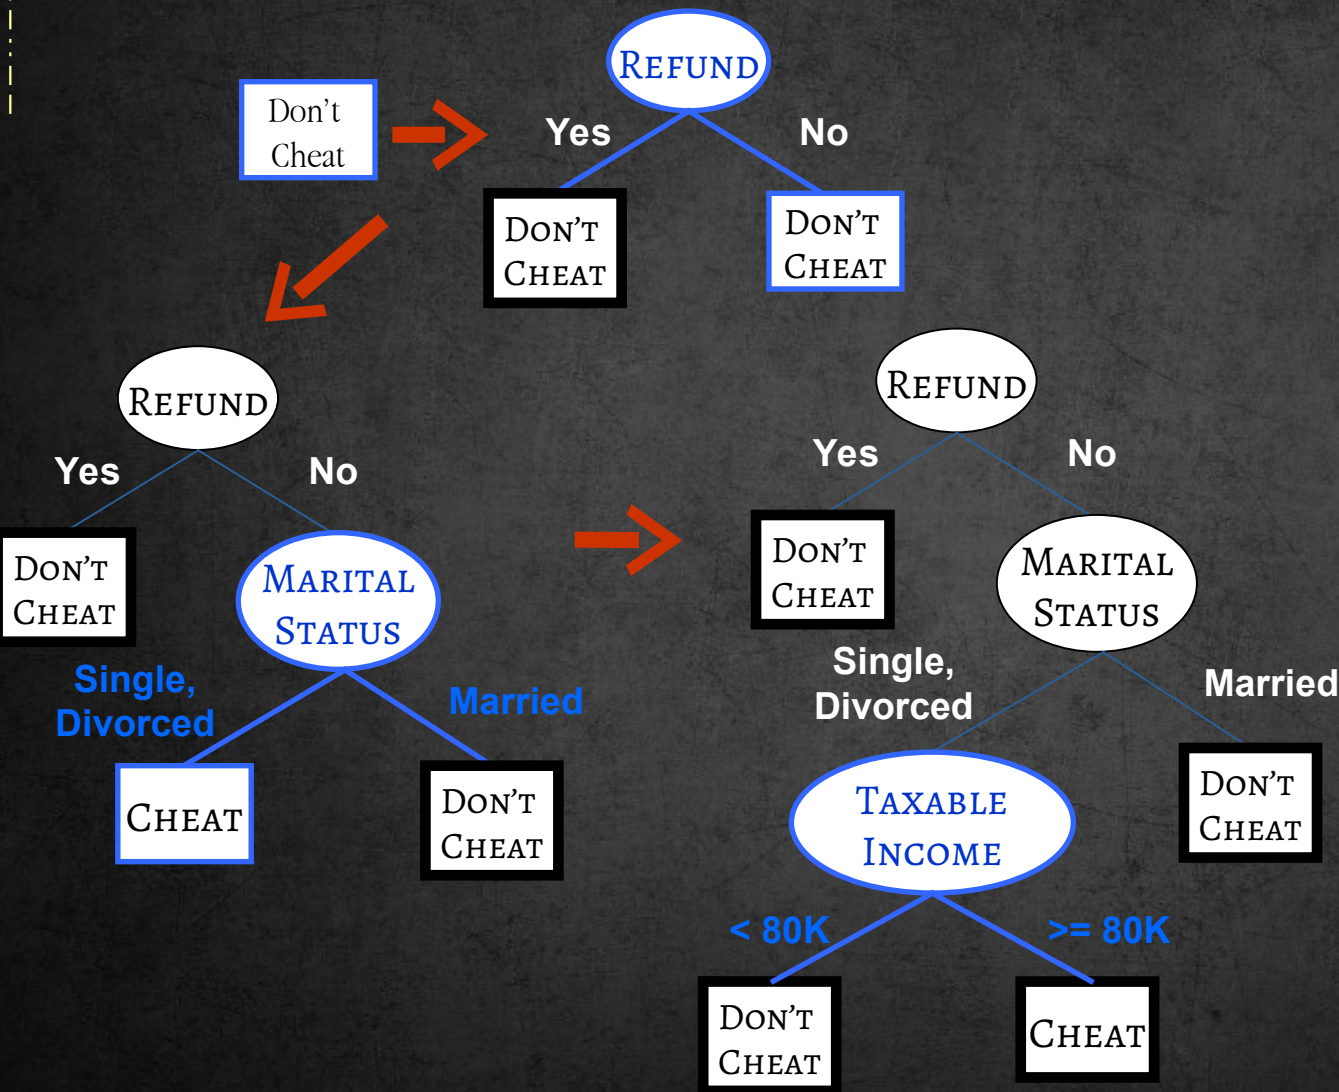 Refund
Don't
Cheat
Yes
No
Don't
Cheat
Don't
Cheat
Refund
Yes
No
Don't
Cheat
Marital
Status
Single,
Divorced
Married
Cheat
Don't
Cheat
Refund
Yes
No
Don't
Cheat
Marital
Status
Single,
Divorced
Married
Taxable
Income
Don't
Cheat
< 80K
>= 80K
Don't
Cheat
Cheat